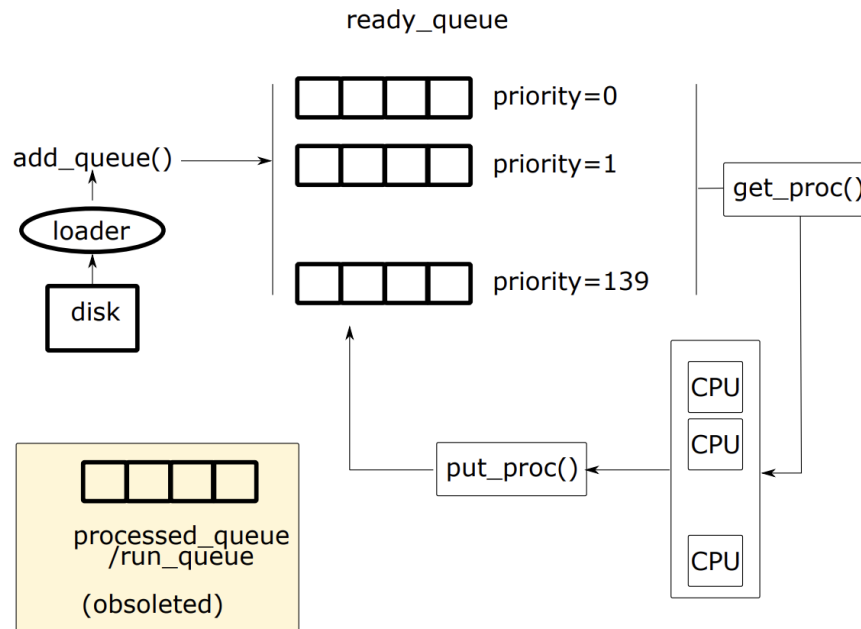 ready_queue
priority=0
add_queue()
priority=1
get_proc()
loader
priority=139
disk
CPU
CPU
put_proc()
processed_queue
/run_queue
CPU
(obsoleted)